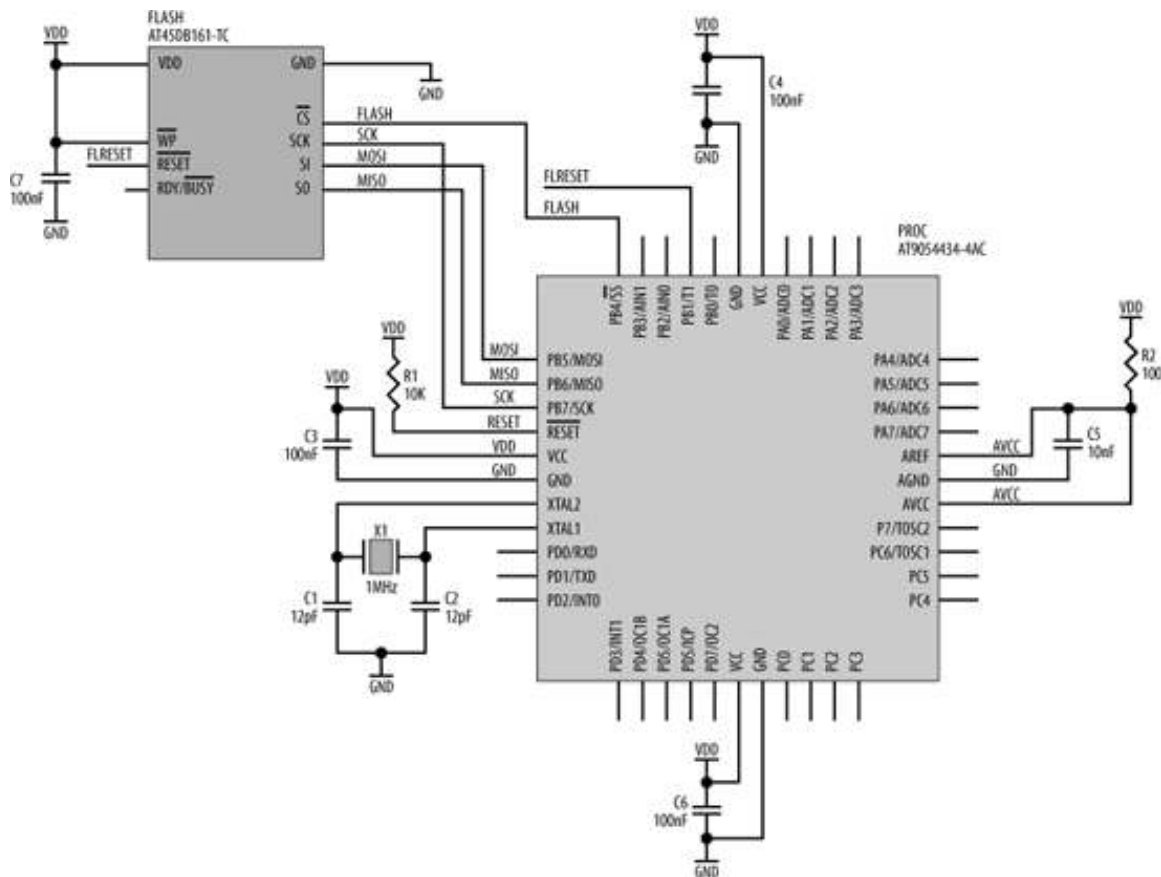 FLASH
AT45DB161-TC
VDD
VDD
GND
CS
SCK
SI
SO
WP
RESET
RDY/BUSY
FLRESET
C7
100nF
GND
GND
FLASH
SCK
MOSI
MISO
VDD
C4
100nF
GND
FLRESET
FLASH
PROC
AT90S4434-4AC
PB4/SS
PB3/AIN1
PB2/AIN0
PB1/T1
PB0/T0
GND
VCC
PA0/ADC0
PA1/ADC1
PA2/ADC2
PA3/ADC3
MOSI
MISO
SCK
RESET
VDD
GND
PB5/MOSI
PB6/MISO
PB7/SCK
RESET
VCC
GND
XTAL2
XTAL1
PD0/RXD
PD1/TXD
PD2/INT0
VDD
R1
10K
VDD
C3
100nF
X1
1MHz
C1
12pF
C2
12pF
GND
PA4/ADC4
PA5/ADC5
PA6/ADC6
PA7/ADC7
AREF
AGND
AVCC
P7/TOSC2
PC6/TOSC1
PC5
PC4
AVCC
GND
AVCC
VDD
R2
100
C5
10nF
PD3/INT1
PD4/OC1B
PD5/OC1A
PD5/ICP
PD7/OC2
VCC
GND
PC0
PC1
PC2
PC3
VDD
C6
100nF
GND